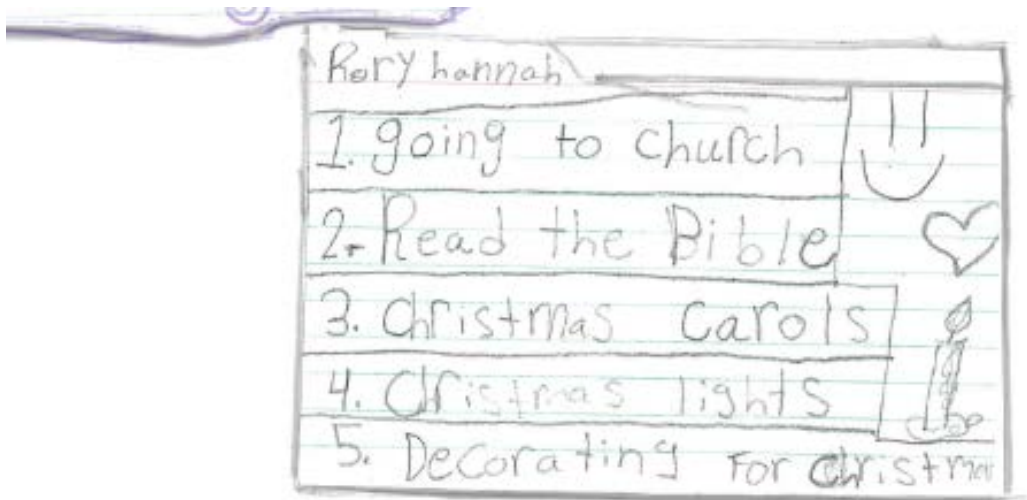 Rory hannah
1. going to church
2. Read the Bible
3. Christmas Carols
4. Christmas lights
5. Decorating For Christma